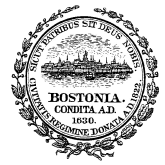 SICUT PATRIBUS SIT DEUS NOBIS
BOSTONIA.
CONDITA A.D.
1630.
CIVITATIS REGIMINE DONATA A.D. 1822